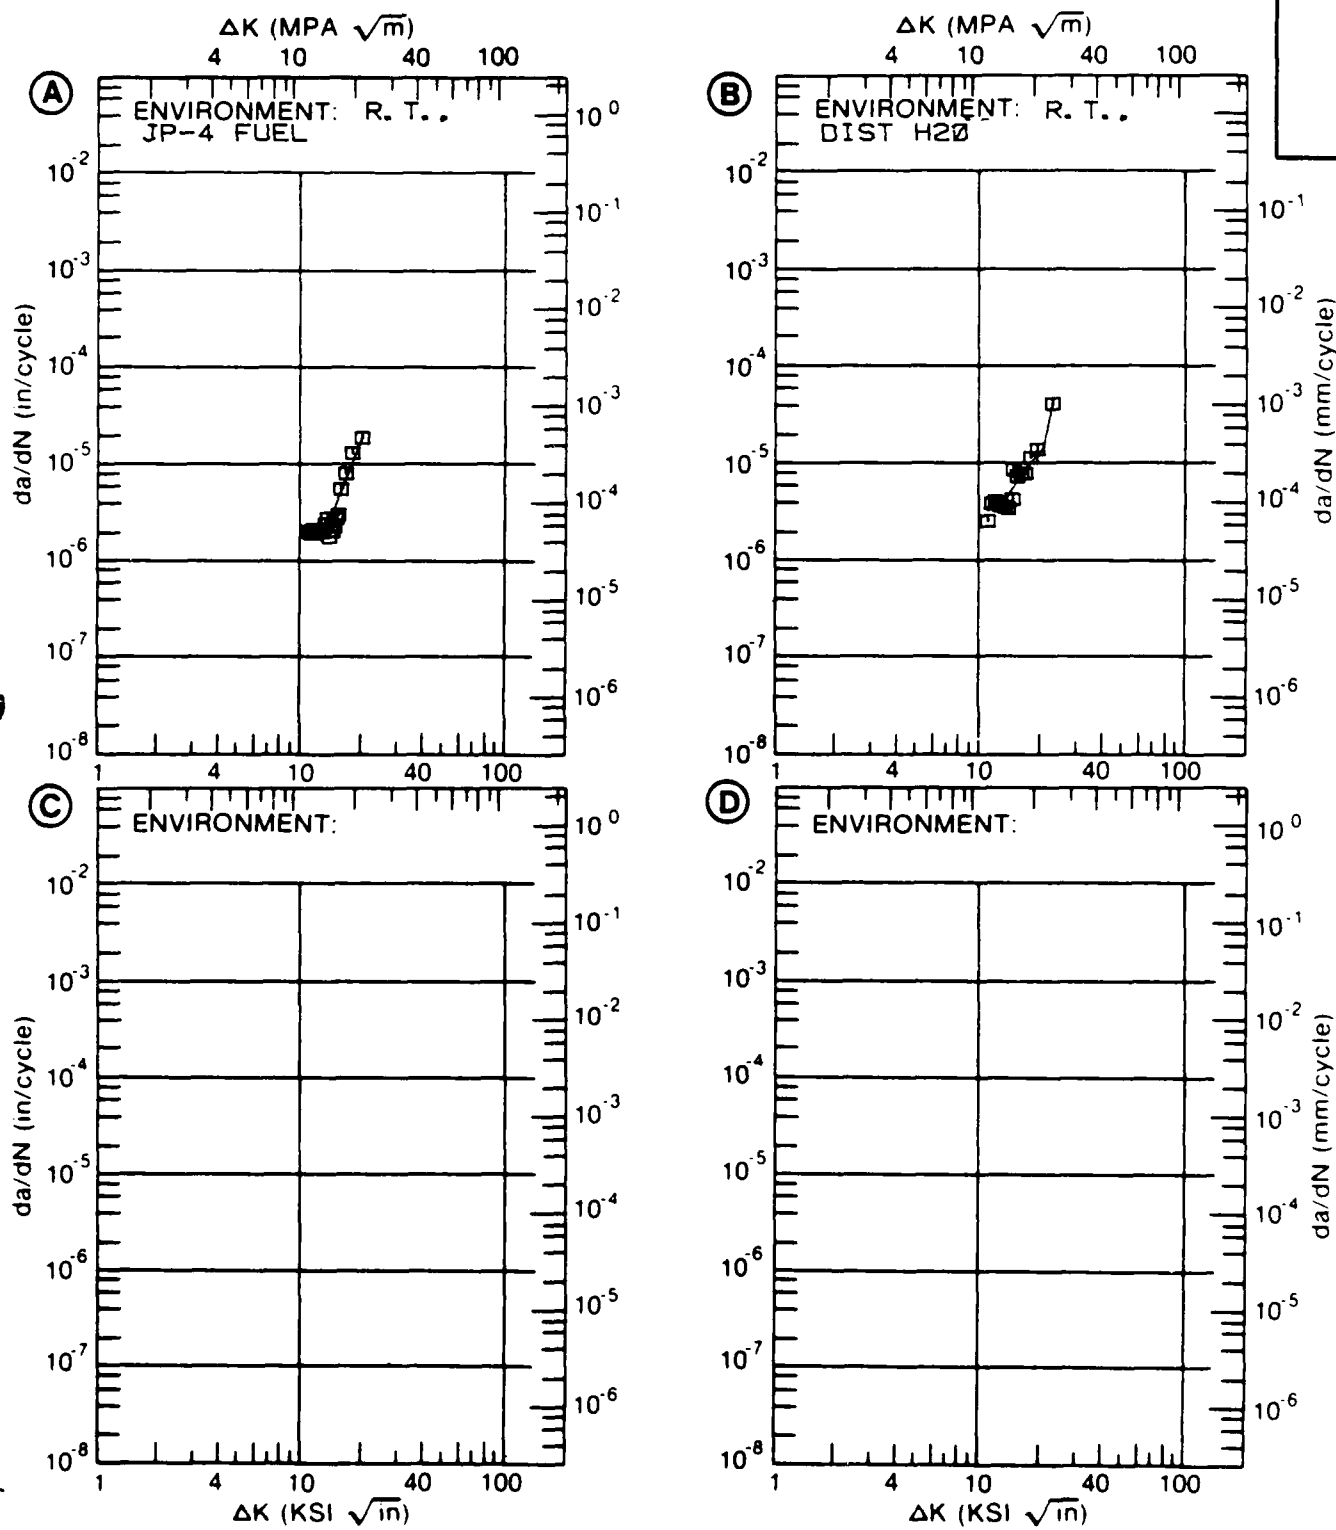 ΔK (MPA √m)
4 10 40 100
A
ENVIRONMENT: R. T. .
JP-4 FUEL
da/dN (in/cycle)
10^-2
10^-3
10^-4
10^-5
10^-6
10^-7
10^-8
10^0
10^-1
10^-2
10^-3
10^-4
10^-5
10^-6
1 4 10 40 100
ΔK (MPA √m)
4 10 40 100
B
ENVIRONMENT: R. T. .
DIST H2O
10^-2
10^-3
10^-4
10^-5
10^-6
10^-7
10^-8
10^-1
10^-2
10^-3
10^-4
10^-5
10^-6
da/dN (mm/cycle)
1 4 10 40 100
C
ENVIRONMENT:
da/dN (in/cycle)
10^-2
10^-3
10^-4
10^-5
10^-6
10^-7
10^-8
10^0
10^-1
10^-2
10^-3
10^-4
10^-5
10^-6
1 4 10 40 100
ΔK (KSI √in)
D
ENVIRONMENT:
10^-2
10^-3
10^-4
10^-5
10^-6
10^-7
10^-8
10^0
10^-1
10^-2
10^-3
10^-4
10^-5
10^-6
da/dN (mm/cycle)
1 4 10 40 100
ΔK (KSI √in)